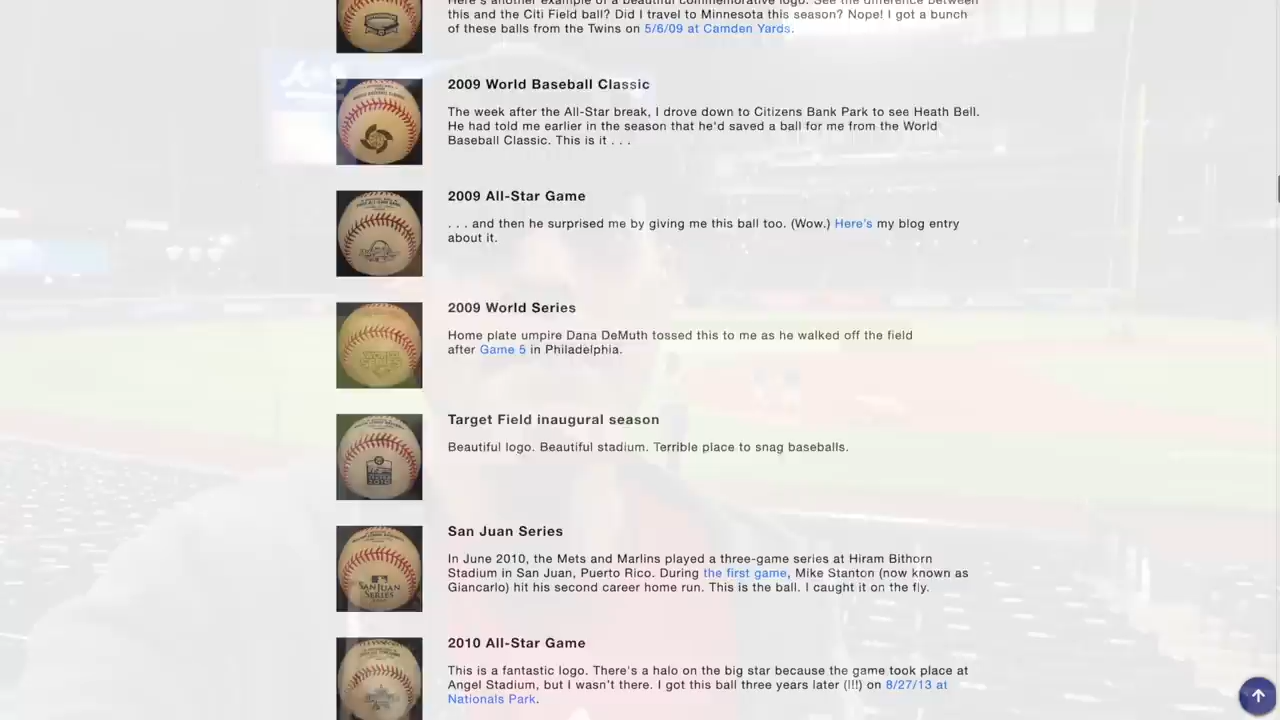 Here's another example of a beautiful commemorative logo. See the difference between
this and the Citi Field ball? Did I travel to Minnesota this season? Nope! I got a bunch
of these balls from the Twins on 5/6/09 at Camden Yards.
2009 World Baseball Classic
The week after the All-Star break, I drove down to Citizens Bank Park to see Heath Bell.
He had told me earlier in the season that he'd saved a ball for me from the World
Baseball Classic. This is it . . .
2009 All-Star Game
. . . and then he surprised me by giving me this ball too. (Wow.) Here's my blog entry
about it.
2009 World Series
Home plate umpire Dana DeMuth tossed this to me as he walked off the field
after Game 5 in Philadelphia.
Target Field inaugural season
Beautiful logo. Beautiful stadium. Terrible place to snag baseballs.
San Juan Series
In June 2010, the Mets and Marlins played a three-game series at Hiram Bithorn
Stadium in San Juan, Puerto Rico. During the first game, Mike Stanton (now known as
Giancarlo) hit his second career home run. This is the ball. I caught it on the fly.
SAN JUAN
SERIES
2010 All-Star Game
This is a fantastic logo. There's a halo on the big star because the game took place at
Angel Stadium, but I wasn't there. I got this ball three years later (!!!) on 8/27/13 at
Nationals Park.